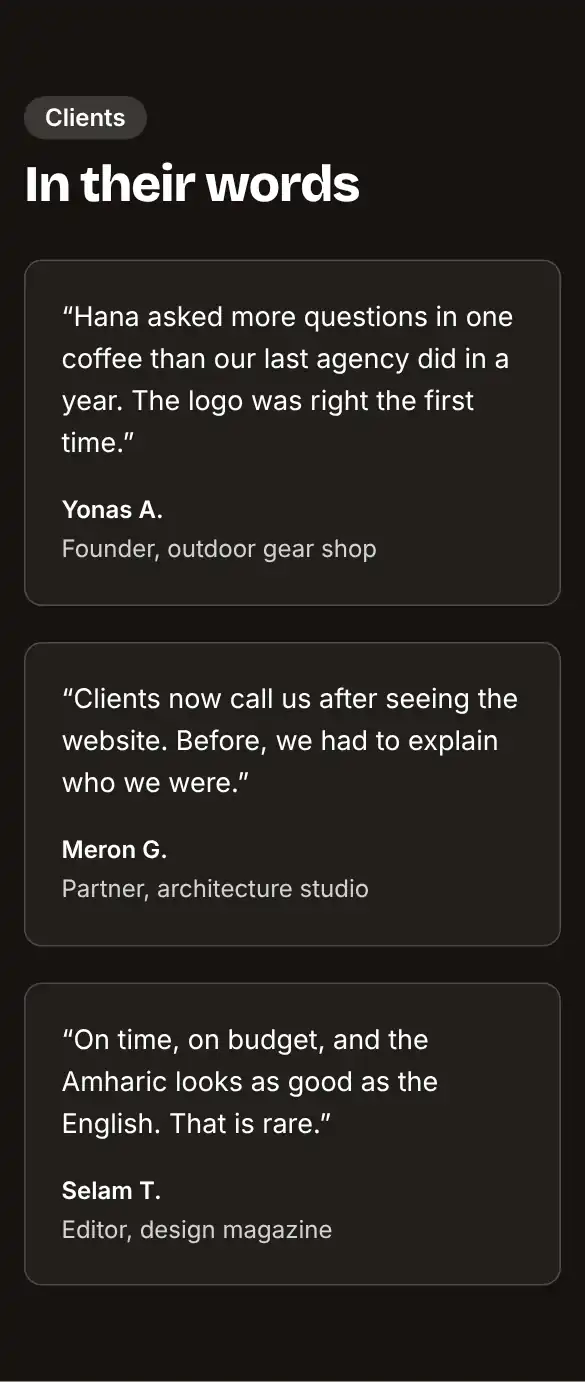 Clients
In their words
“Hana asked more questions in one
coffee than our last agency did in a
year. The logo was right the first
time.”
Yonas A.
Founder, outdoor gear shop
“Clients now call us after seeing the
website. Before, we had to explain
who we were.”
Meron G.
Partner, architecture studio
“On time, on budget, and the
Amharic looks as good as the
English. That is rare.”
Selam T.
Editor, design magazine